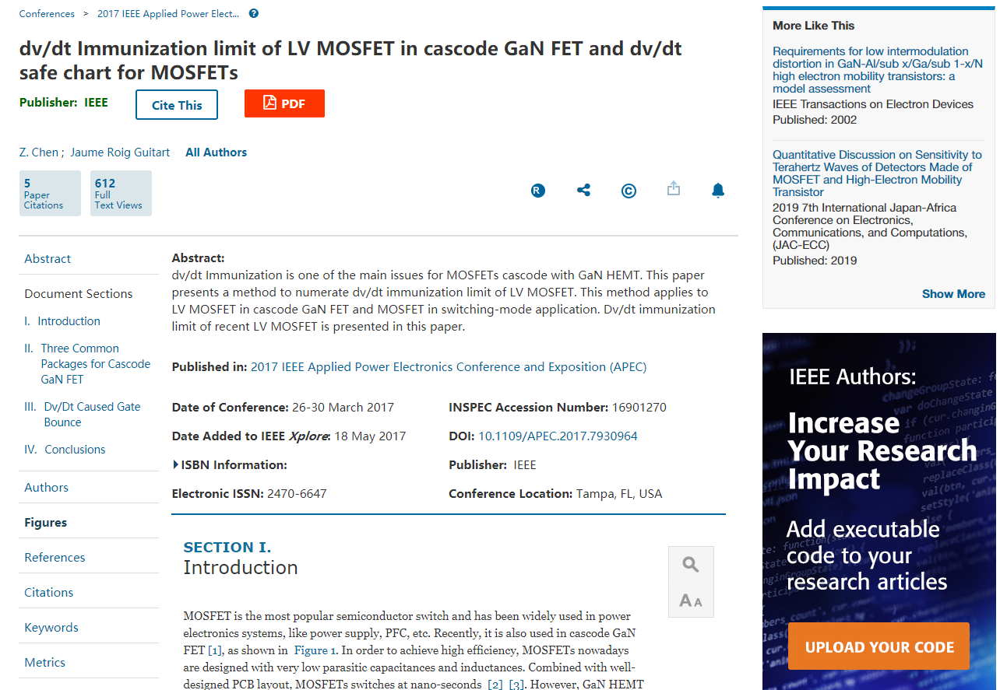 Conferences > 2017 IEEE Applied Power Elect... ?
dv/dt Immunization limit of LV MOSFET in cascode GaN FET and dv/dt
safe chart for MOSFETs
Publisher: IEEE
Cite This
PDF
Z. Chen ; Jaume Roig Guitart All Authors
5
Paper
Citations
612
Full
Text Views
R
©
Abstract
Document Sections
I. Introduction
II. Three Common
Packages for Cascode
GaN FET
III. Dv/Dt Caused Gate
Bounce
IV. Conclusions
Authors
Figures
References
Citations
Keywords
Metrics
Abstract:
dv/dt Immunization is one of the main issues for MOSFETs cascode with GaN HEMT. This paper
presents a method to numerate dv/dt immunization limit of LV MOSFET. This method applies to
LV MOSFET in cascode GaN FET and MOSFET in switching-mode application. Dv/dt immunization
limit of recent LV MOSFET is presented in this paper.
Published in: 2017 IEEE Applied Power Electronics Conference and Exposition (APEC)
Date of Conference: 26-30 March 2017
INSPEC Accession Number: 16901270
Date Added to IEEE Xplore: 18 May 2017
DOI: 10.1109/APEC.2017.7930964
ISBN Information:
Publisher: IEEE
Electronic ISSN: 2470-6647
Conference Location: Tampa, FL, USA
SECTION I.
Introduction
AA
MOSFET is the most popular semiconductor switch and has been widely used in power
electronics systems, like power supply, PFC, etc. Recently, it is also used in cascode GaN
FET [1], as shown in Figure 1. In order to achieve high efficiency, MOSFETs nowadays
are designed with very low parasitic capacitances and inductances. Combined with well-
designed PCB layout, MOSFETs switches at nano-seconds [2] [3]. However, GaN HEMT
More Like This
Requirements for low intermodulation
distortion in GaN-Al/sub x/Ga/sub 1-x/N
high electron mobility transistors: a
model assessment
IEEE Transactions on Electron Devices
Published: 2002
Quantitative Discussion on Sensitivity to
Terahertz Waves of Detectors Made of
MOSFET and High-Electron Mobility
Transistor
2019 7th International Japan-Africa
Conference on Electronics,
Communications, and Computations,
(JAC-ECC)
Published: 2019
Show More
IEEE Authors:
Increase
Your Research
Impact
Add executable
code to your
research articles
UPLOAD YOUR CODE